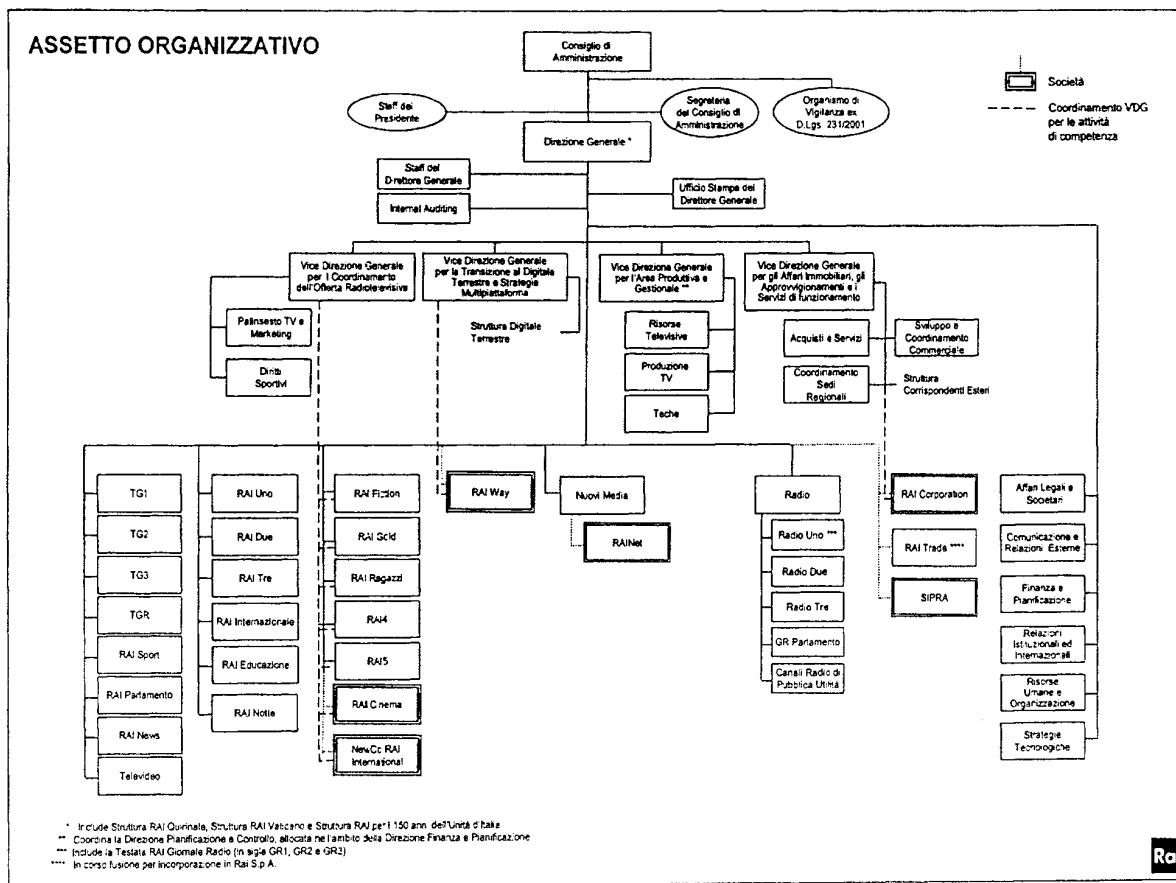 ASSETTO ORGANIZZATIVO
Consiglio di
Amministrazione
Società
Coordinamento VDG
per le attività
di competenza
Staff del
Presidente
Segreteria
del Consiglio di
Amministrazione
Organismo di
Vigilanza ex
D.Lgs. 231/2001
Direzione Generale *
Staff del
Direttore Generale
Internal Auditing
Ufficio Stampa del
Direttore Generale
Vice Direzione Generale
per il Coordinamento
dell'Offerta Radiotelevisiva
Vice Direzione Generale
per la Transizione al Digitale
Terrestre e Strategia
Multipiattaforma
Vice Direzione Generale
per l'Area Produttiva e
Gestionale **
Vice Direzione Generale
per gli Affari Immobiliari, gli
Approvvigionamenti e i
Servizi di funzionamento
Palinsesto TV e
Marketing
Diritti
Sportivi
Struttura Digitale
Terrestre
Risorse
Televisive
Produzione
TV
Teche
Acquisti e Servizi
Sviluppo e
Coordinamento
Commerciale
Coordinamento
Sedi
Regionali
Struttura
Corrispondenti Esteri
TG1
TG2
TG3
TGR
RAI Sport
RAI Parlamento
RAI News
Televideo
RAI Uno
RAI Due
RAI Tre
RAI Internazionale
RAI Educazione
RAI Notte
RAI Fiction
RAI Gold
RAI Ragazzi
RAI4
RAI5
RAI Cinema
NewCo RAI
International
RAI Way
Nuovi Media
RAINet
Radio
Radio Uno ***
Radio Due
Radio Tre
GR Parlamento
Canali Radio di
Pubblica Utilità
RAI Corporation
RAI Trade ****
SIPRA
Affari Legali e
Societari
Comunicazione e
Relazioni Esterne
Finanza e
Pianificazione
Relazioni
Istituzionali ed
Internazionali
Risorse
Umane e
Organizzazione
Strategie
Tecnologiche
* Include Struttura RAI Quirinale, Struttura RAI Vaticano e Struttura RAI per i 150 anni dell'Unità d'Italia
** Coordina la Direzione Pianificazione e Controllo, allocata nell'ambito della Direzione Finanza e Pianificazione
*** Include la Testata RAI Giornale Radio (in sigla GR1, GR2 e GR3)
**** In corso fusione per incorporazione in Rai S.p.A.
Rai